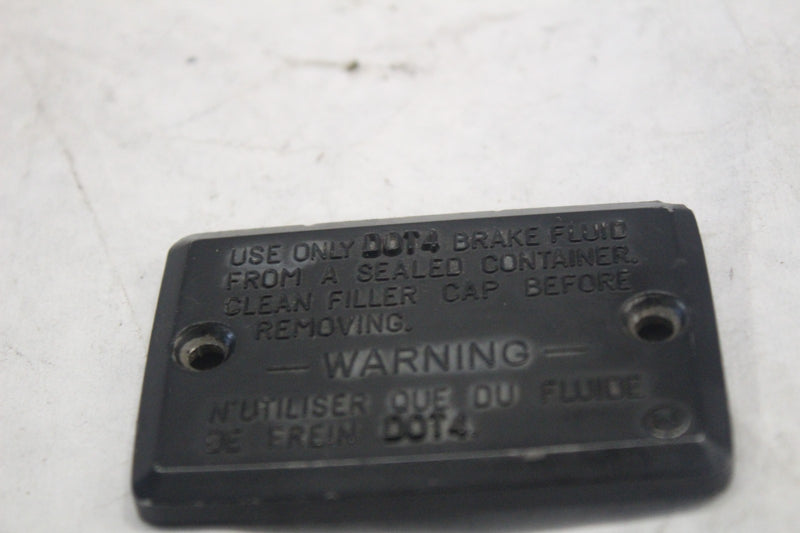 USE ONLY DOT4 BRAKE FLUID
FROM A SEALED CONTAINER.
CLEAN FILLER CAP BEFORE
REMOVING.
— WARNING —
N'UTILISER QUE DU FLUIDE
DE FREIN DOT4.